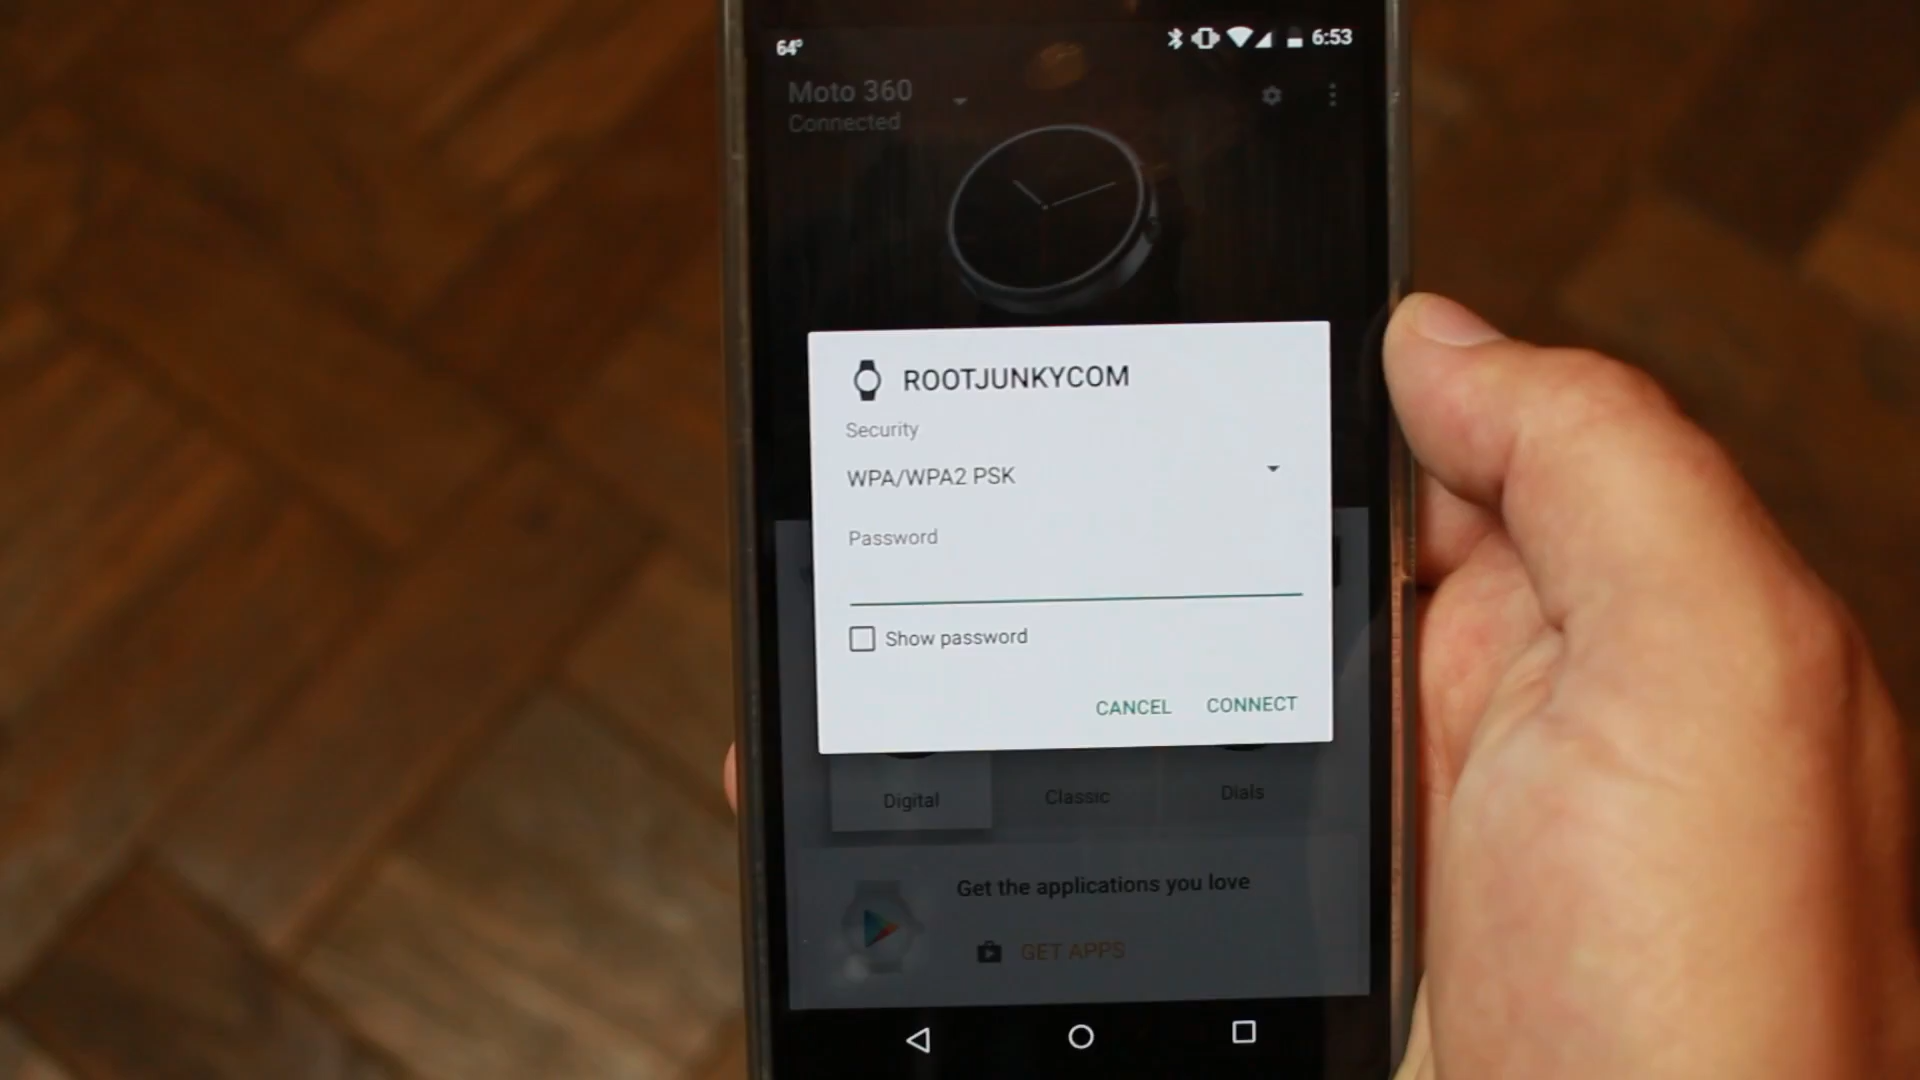 64°
6:53
Moto 360
Connected
ROOTJUNKYCOM
Security
WPA/WPA2 PSK
Password
Show password
CANCEL CONNECT
Digital Classic Dials
Get the applications you love
GET APPS